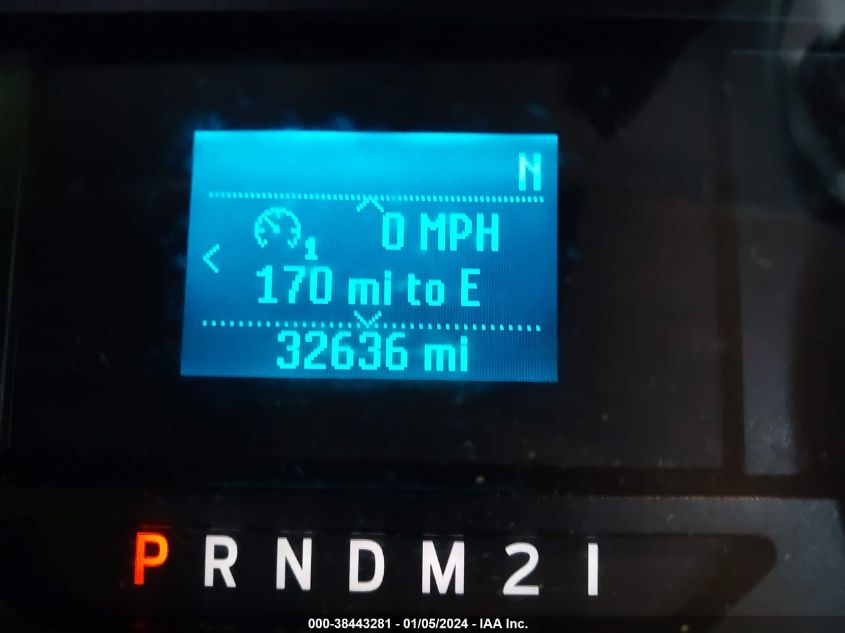 N
0 MPH
1
170 mi to E
32636 mi
P R N D M 2 1
000-38443281 - 01/05/2024 - IAA Inc.